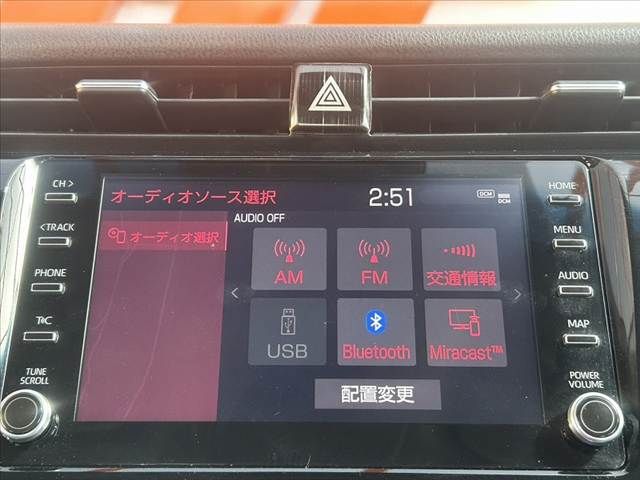 CH >
<TRACK
PHONE
T&C
TUNE
SCROLL
オーディオソース選択
2:51
DCM
DCM
オーディオ選択
AUDIO OFF
AM
FM
交通情報
USB
Bluetooth
Miracast™
配置変更
HOME
MENU
AUDIO
MAP
POWER
VOLUME